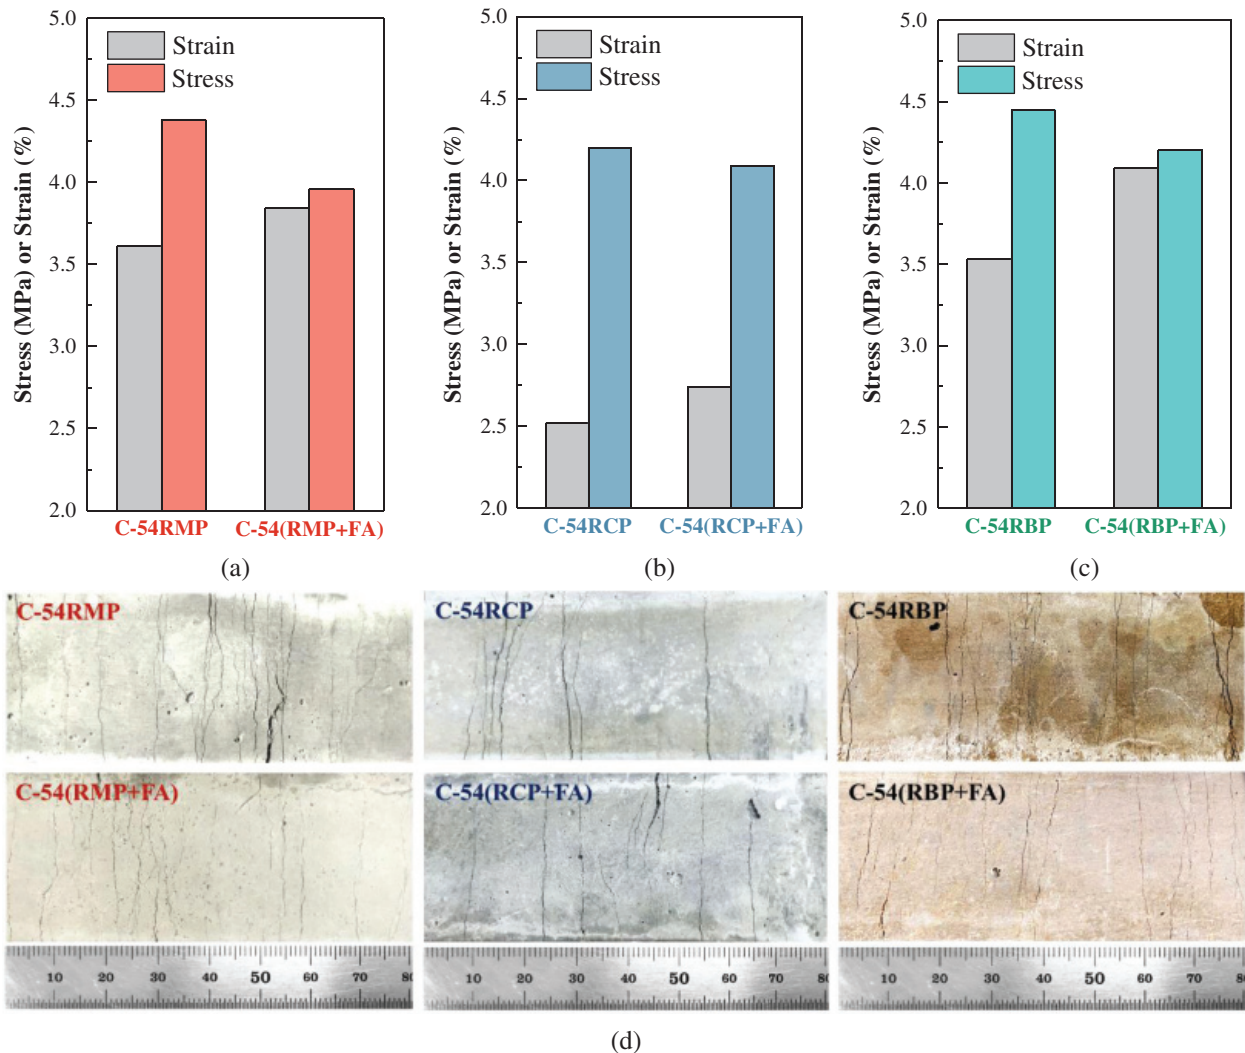 Stress (MPa) or Strain (%)
5.0
4.5
4.0
3.5
3.0
2.5
2.0
Strain
Stress
C-54RMP
C-54(RMP+FA)
(a)
Stress (MPa) or Strain (%)
5.0
4.5
4.0
3.5
3.0
2.5
2.0
Strain
Stress
C-54RCP
C-54(RCP+FA)
(b)
Stress (MPa) or Strain (%)
5.0
4.5
4.0
3.5
3.0
2.5
2.0
Strain
Stress
C-54RBP
C-54(RBP+FA)
(c)
C-54RMP
C-54RCP
C-54RBP
C-54(RMP+FA)
C-54(RCP+FA)
C-54(RBP+FA)
10 20 30 40 50 60 70 80
10 20 30 40 50 60 70 80
10 20 30 40 50 60 70 80
(d)